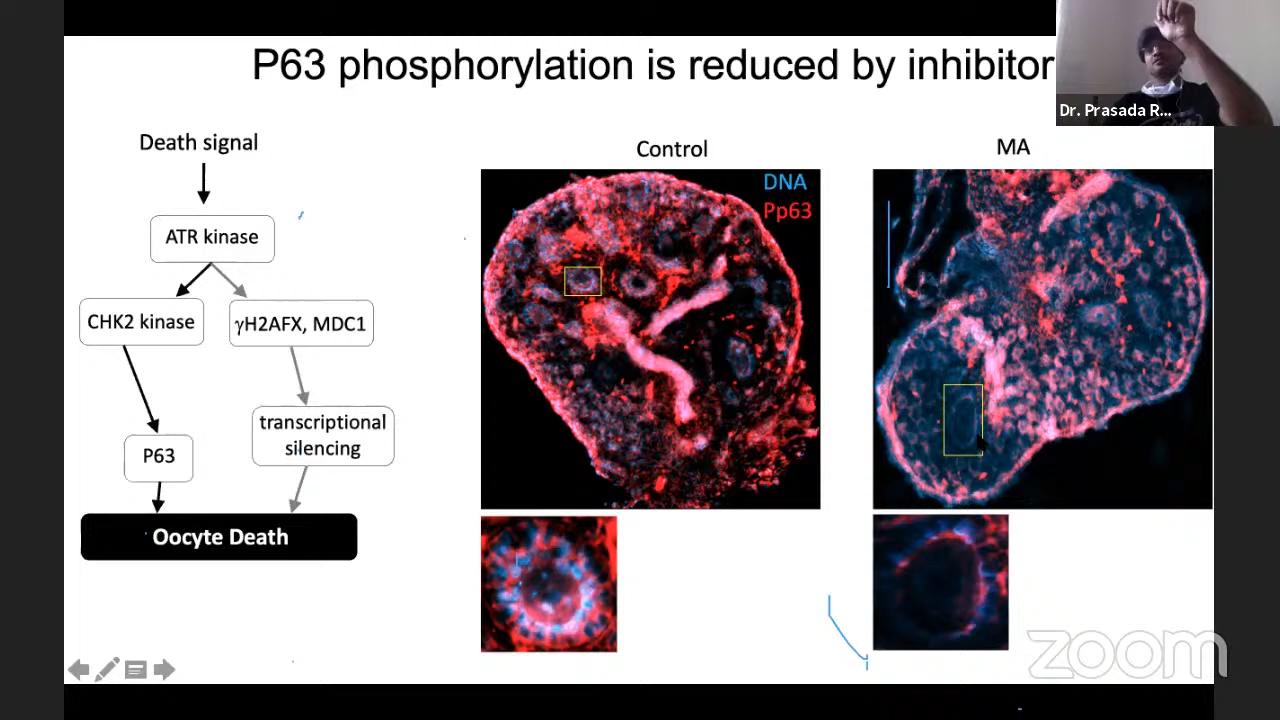 P63 phosphorylation is reduced by inhibitor
Dr. Prasada R...
Death signal
ATR kinase
CHK2 kinase
γH2AFX, MDC1
transcriptional
silencing
P63
Oocyte Death
Control
DNA
Pp63
MA
zoom